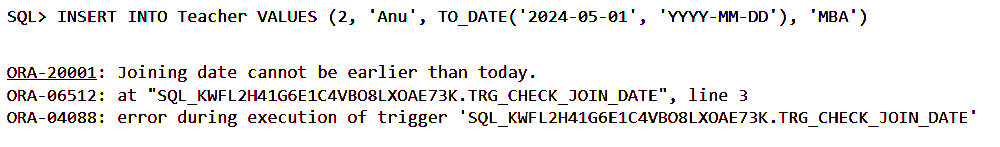 SQL> INSERT INTO Teacher VALUES (2, 'Anu', TO_DATE('2024-05-01', 'YYYY-MM-DD'), 'MBA')
ORA-20001: Joining date cannot be earlier than today.
ORA-06512: at "SQL_KWFL2H41G6E1C4VBO8LXOAE73K.TRG_CHECK_JOIN_DATE", line 3
ORA-04088: error during execution of trigger 'SQL_KWFL2H41G6E1C4VBO8LXOAE73K.TRG_CHECK_JOIN_DATE'